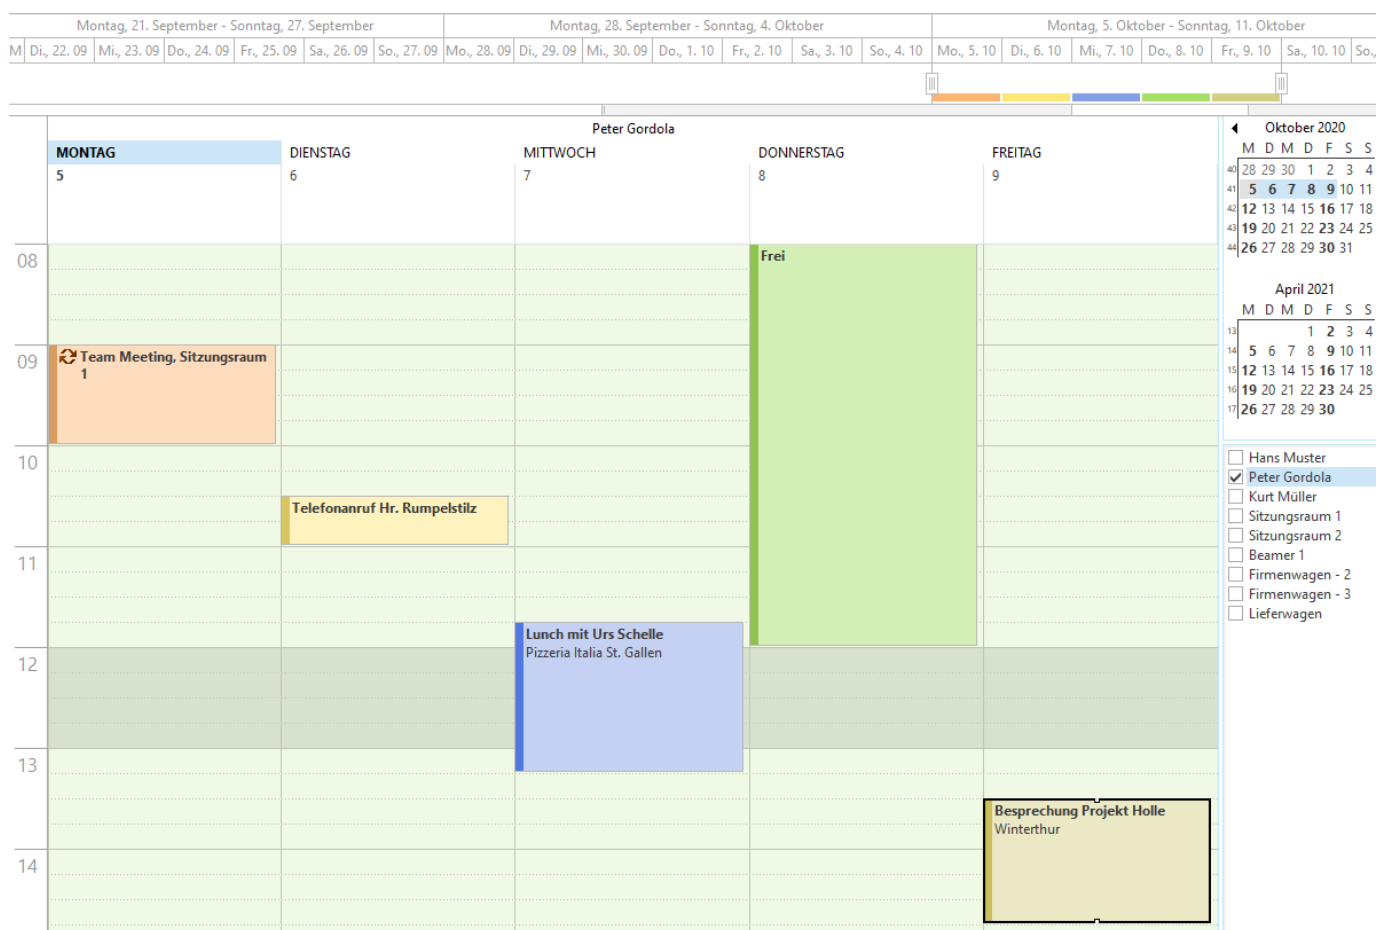 Montag, 21. September - Sonntag, 27. September
Montag, 28. September - Sonntag, 4. Oktober
Montag, 5. Oktober - Sonntag, 11. Oktober
M Di., 22. 09 Mi., 23. 09 Do., 24. 09 Fr., 25. 09 Sa., 26. 09 So., 27. 09 Mo., 28. 09 Di., 29. 09 Mi., 30. 09 Do., 1. 10 Fr., 2. 10 Sa., 3. 10 So., 4. 10 Mo., 5. 10 Di., 6. 10 Mi., 7. 10 Do., 8. 10 Fr., 9. 10 Sa., 10. 10 So.,
Peter Gordola
MONTAG
DIENSTAG
MITTWOCH
DONNERSTAG
FREITAG
5
6
7
8
9
08
Frei
09
Team Meeting, Sitzungsraum
1
10
Telefonanruf Hr. Rumpelstilz
11
Lunch mit Urs Schelle
Pizzeria Italia St. Gallen
12
13
Besprechung Projekt Holle
Winterthur
14
Oktober 2020
M D M D F S S
40 28 29 30 1 2 3 4
41 5 6 7 8 9 10 11
42 12 13 14 15 16 17 18
43 19 20 21 22 23 24 25
44 26 27 28 29 30 31
April 2021
M D M D F S S
13 1 2 3 4
14 5 6 7 8 9 10 11
15 12 13 14 15 16 17 18
16 19 20 21 22 23 24 25
17 26 27 28 29 30
Hans Muster
Peter Gordola
Kurt Müller
Sitzungsraum 1
Sitzungsraum 2
Beamer 1
Firmenwagen - 2
Firmenwagen - 3
Lieferwagen